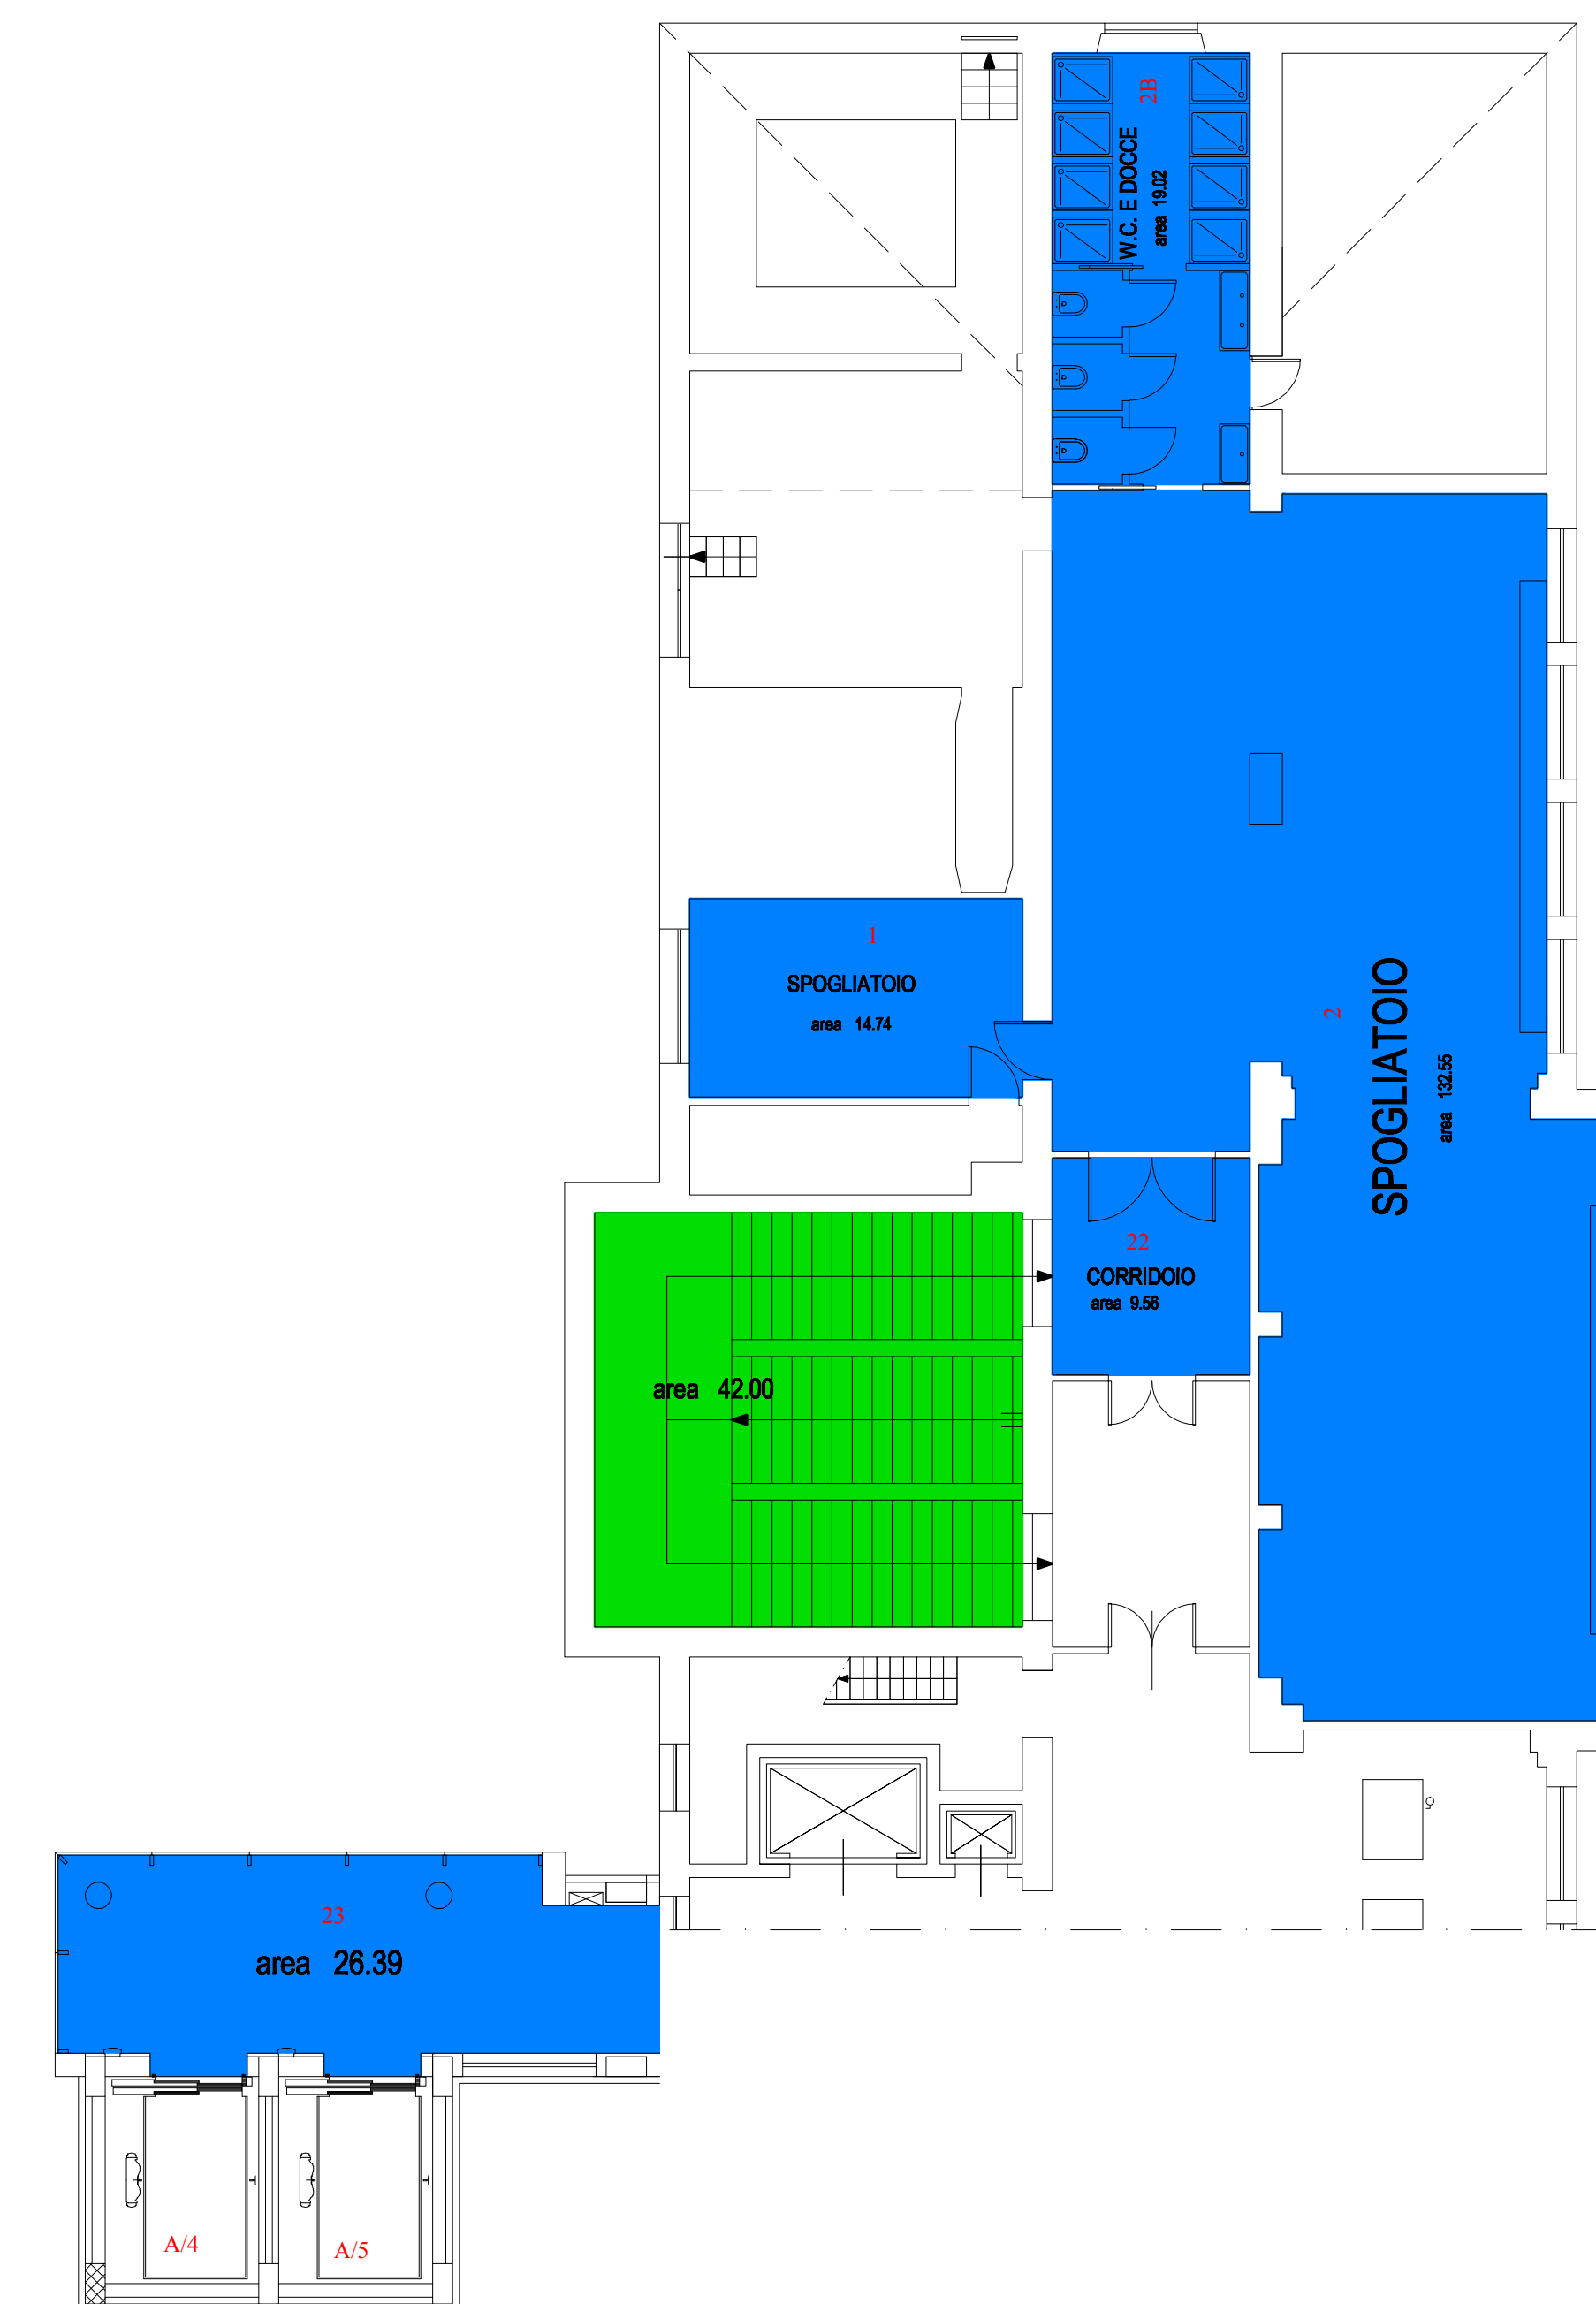 2B
W.C. E DOCCE
area 19.02
1
SPOGLIATOIO
area 14.74
2
SPOGLIATOIO
area 132.55
22
CORRIDOIO
area 9.56
area 42.00
23
area 26.39
A/4
A/5